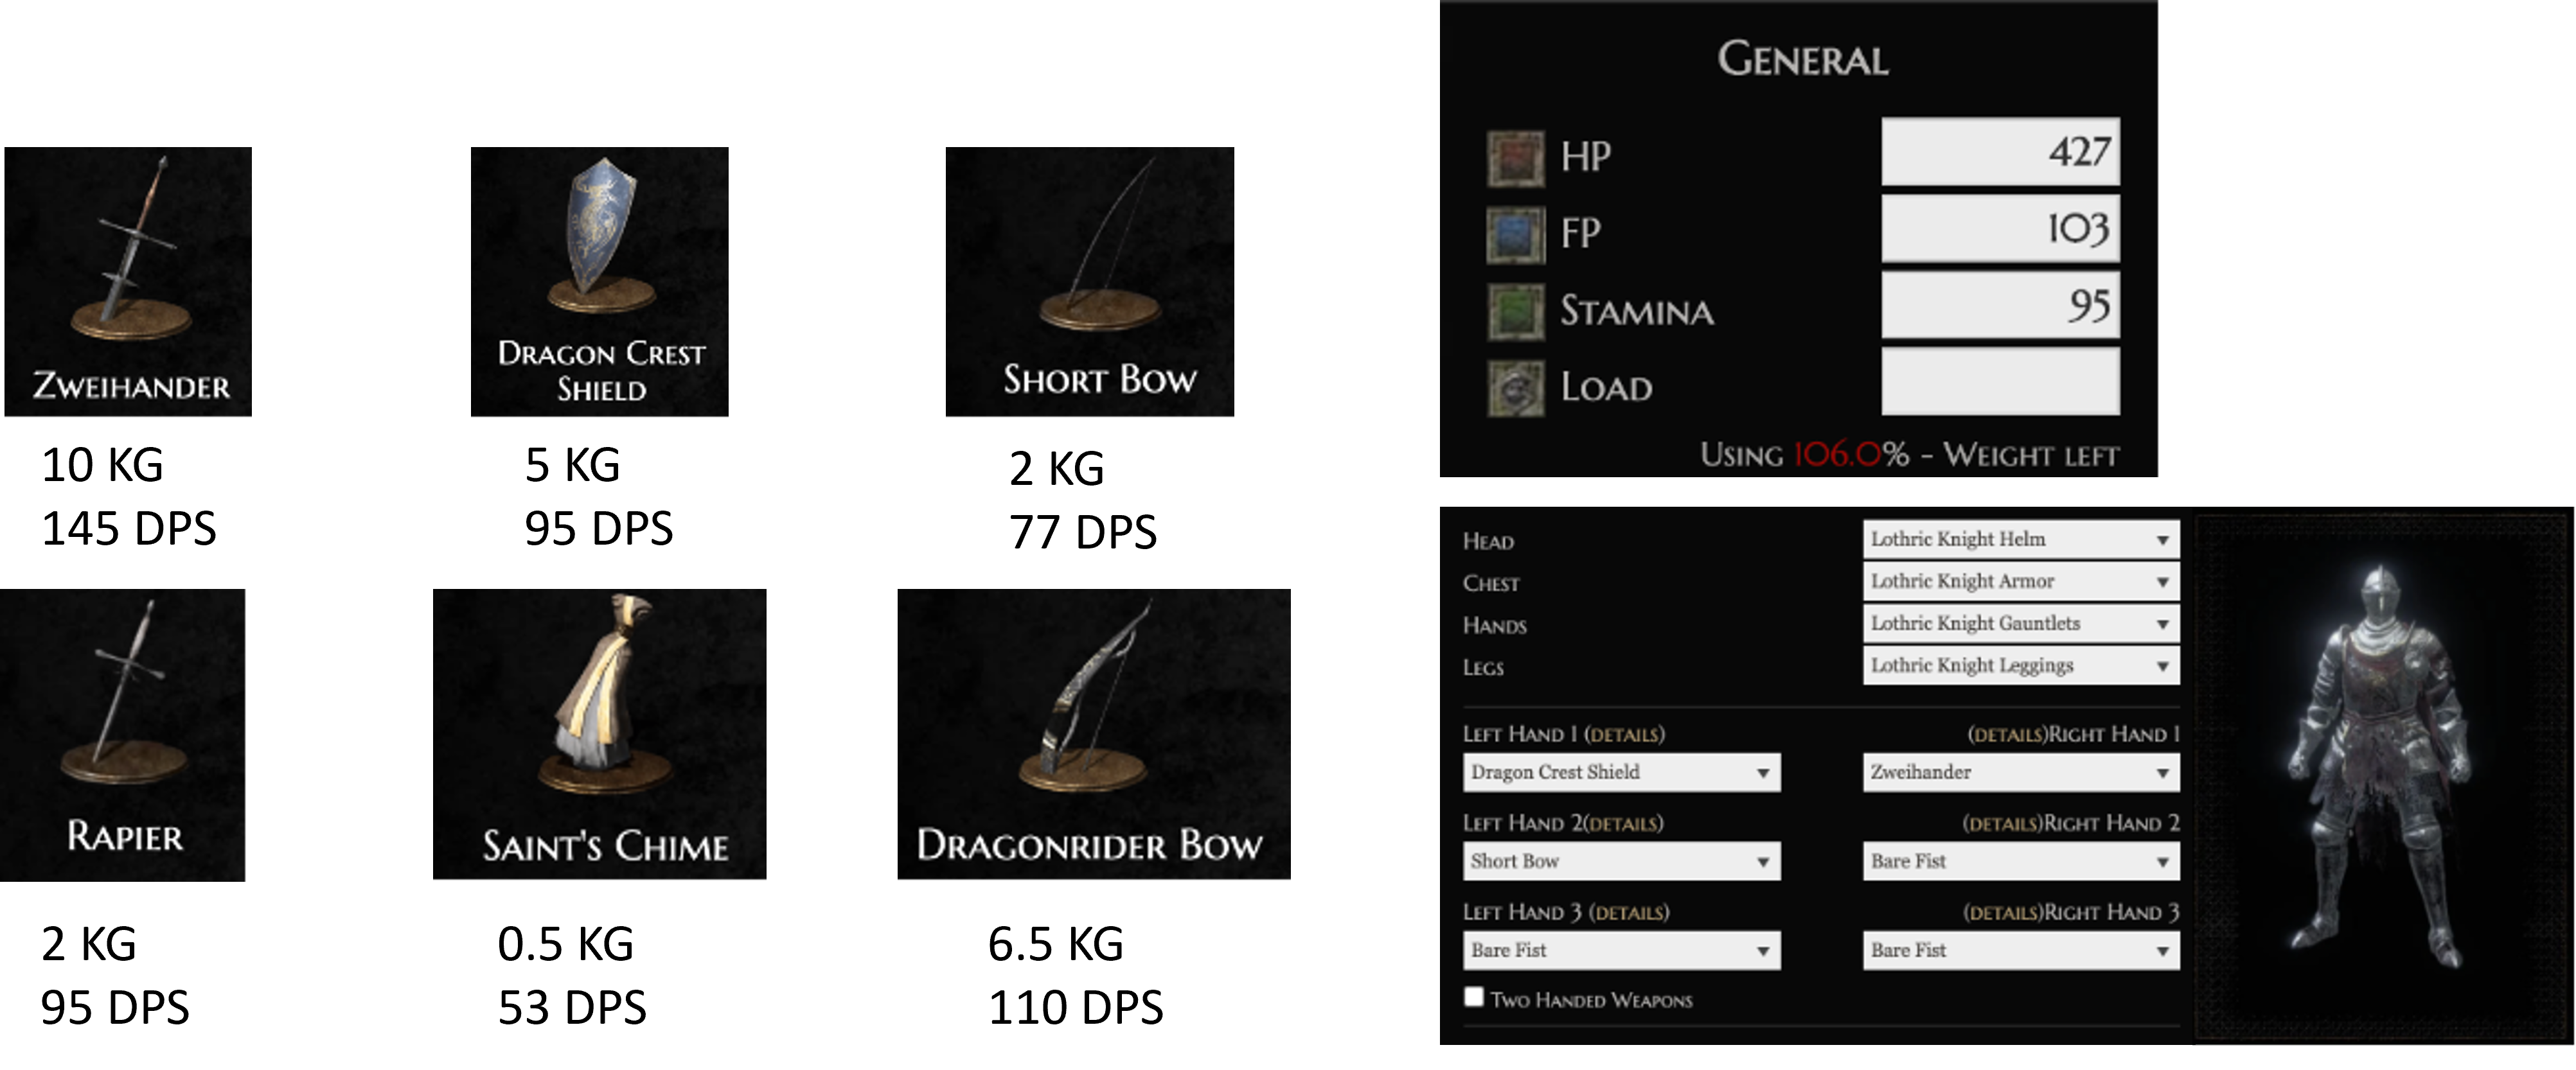 ZWEIHANDER
10 KG
145 DPS
DRAGON CREST
SHIELD
5 KG
95 DPS
SHORT BOW
2 KG
77 DPS
RAPIER
2 KG
95 DPS
SAINT'S CHIME
0.5 KG
53 DPS
DRAGONRIDER BOW
6.5 KG
110 DPS
GENERAL
HP 427
FP 103
STAMINA 95
LOAD
USING 106.0% - WEIGHT LEFT
HEAD Lothric Knight Helm
CHEST Lothric Knight Armor
HANDS Lothric Knight Gauntlets
LEGS Lothric Knight Leggings
LEFT HAND 1 (DETAILS) (DETAILS)RIGHT HAND 1
Dragon Crest Shield Zweihander
LEFT HAND 2(DETAILS) (DETAILS)RIGHT HAND 2
Short Bow Bare Fist
LEFT HAND 3 (DETAILS) (DETAILS)RIGHT HAND 3
Bare Fist Bare Fist
TWO HANDED WEAPONS